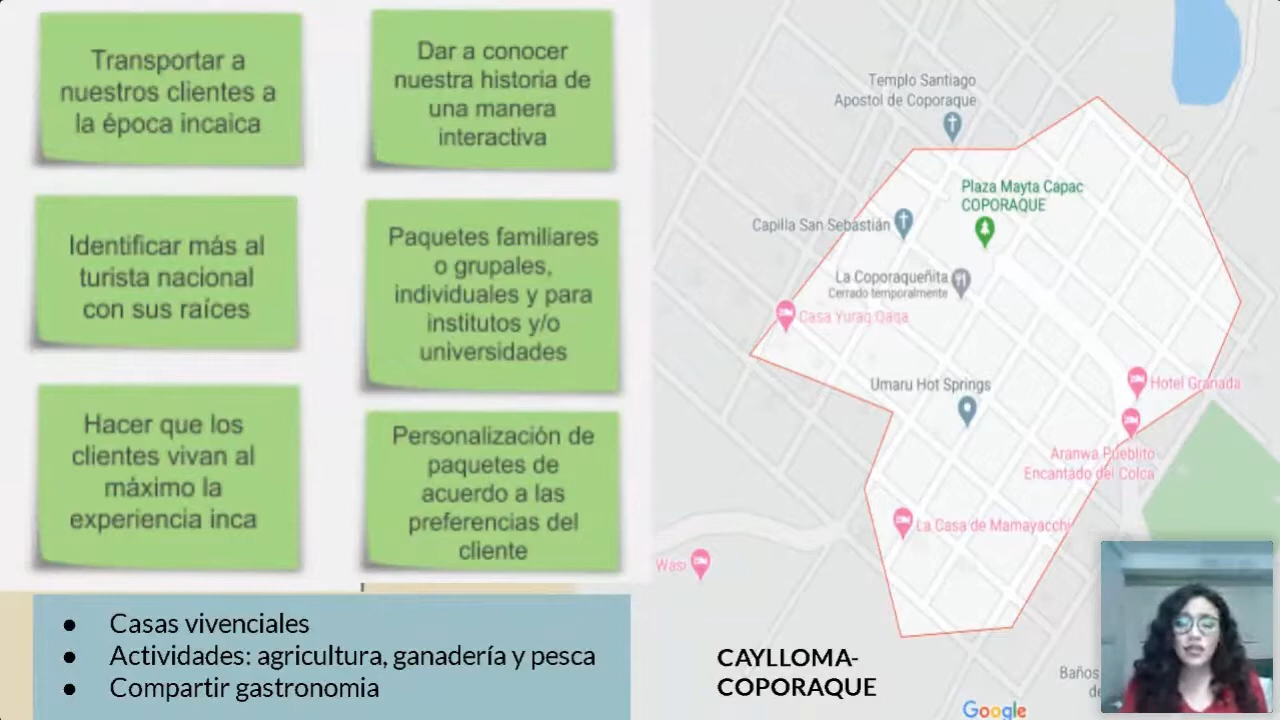 Transportar a
nuestros clientes a
la época incaica
Dar a conocer
nuestra historia de
una manera
interactiva
Identificar más al
turista nacional
con sus raíces
Paquetes familiares
o grupales,
individuales y para
institutos y/o
universidades
Hacer que los
clientes vivan al
máximo la
experiencia inca
Personalización de
paquetes de
acuerdo a las
preferencias del
cliente
• Casas vivenciales
• Actividades: agricultura, ganadería y pesca
• Compartir gastronomia
Templo Santiago
Apostol de Coporaque
Plaza Mayta Capac
COPORAQUE
Capilla San Sebastián
La Coporaqueñita
Cerrado temporalmente
Casa Yuraq Qaqa
Umaru Hot Springs
Hotel Granada
Aranwa Pueblito
Encantado del Colca
La Casa de Mamayacchi
Wasi
CAYLLOMA-
COPORAQUE
Baños
de
Google